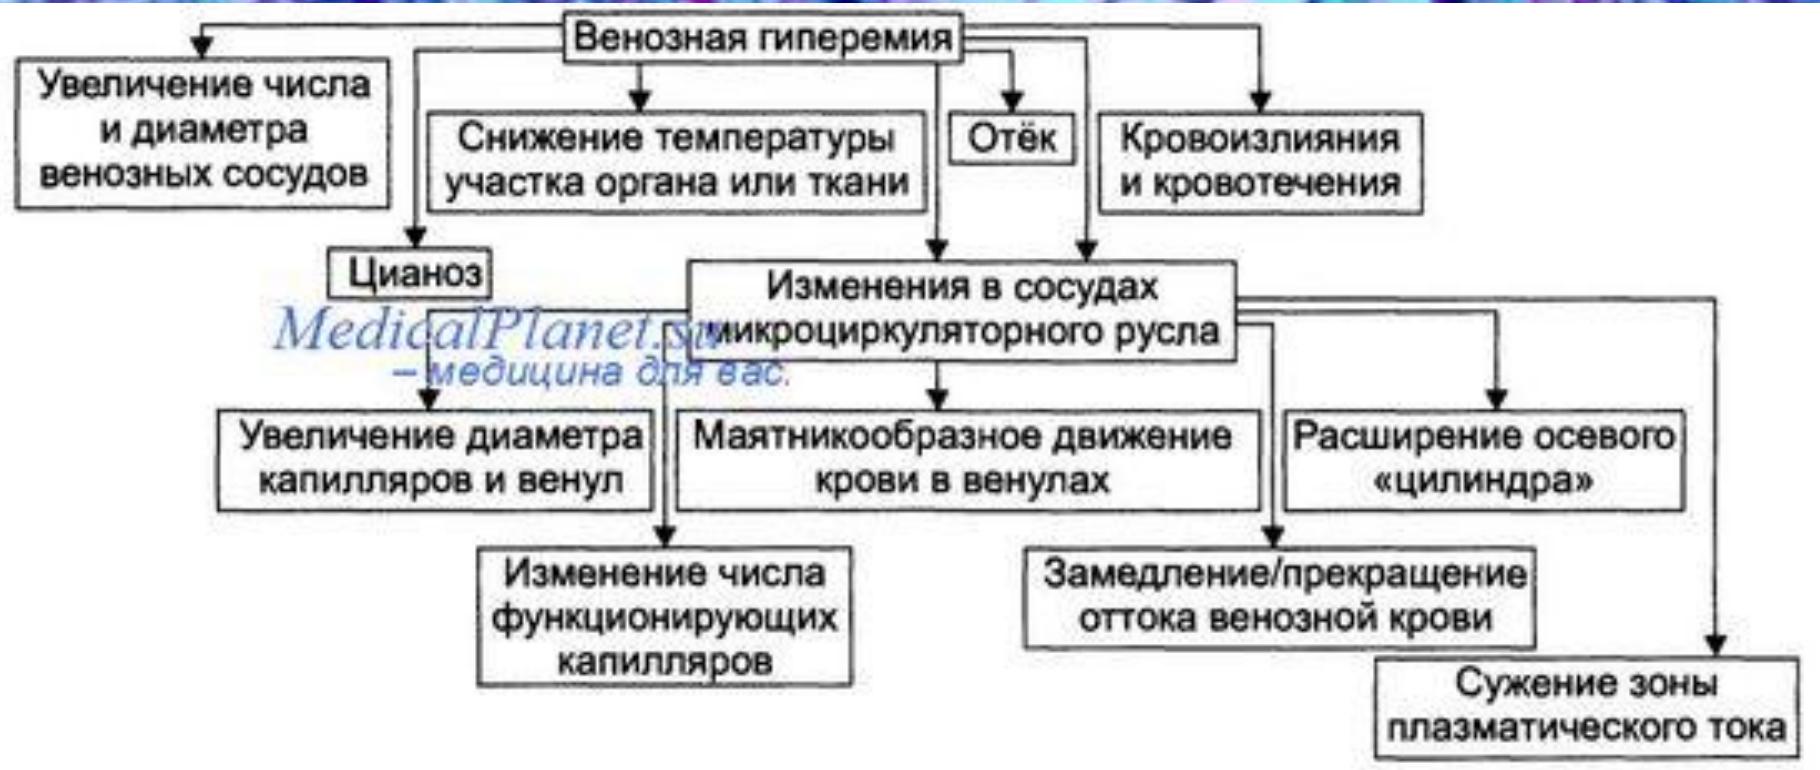 Венозная гиперемия
Увеличение числа
и диаметра
венозных сосудов
Снижение температуры
участка органа или ткани
Отёк
Кровоизлияния
и кровотечения
Цианоз
Изменения в сосудах
микроциркуляторного русла
MedicalPlanet.su
– медицина для вас.
Увеличение диаметра
капилляров и венул
Маятникообразное движение
крови в венулах
Расширение осевого
«цилиндра»
Изменение числа
функционирующих
капилляров
Замедление/прекращение
оттока венозной крови
Сужение зоны
плазматического тока